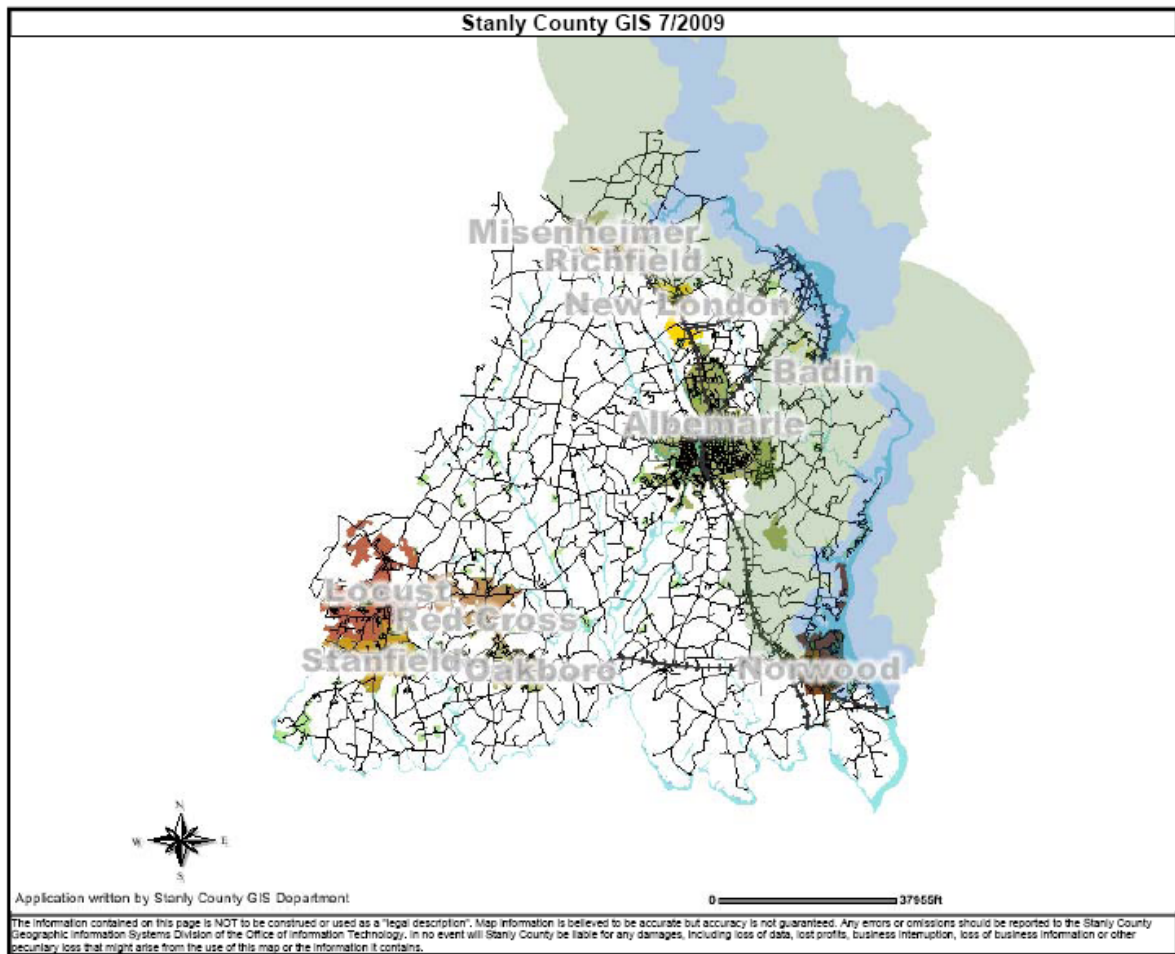 Stanly County GIS 7/2009
Misenheimer
Richfield
New London
Badin
Albemarle
Locust
Red Cross
Stanfield
Oakboro
Norwood
N
W E
S
Application written by Stanly County GIS Department
0 37955ft
The Information contained on this page is NOT to be construed or used as a "legal description". Map Information is believed to be accurate but accuracy is not guaranteed. Any errors or omissions should be reported to the Stanly County
Geographic Information Systems Division of the Office of Information Technology. In no event will Stanly County be liable for any damages, including loss of data, lost profits, business interruption, loss of business information or other
pecuniary loss that might arise from the use of this map or the information it contains.